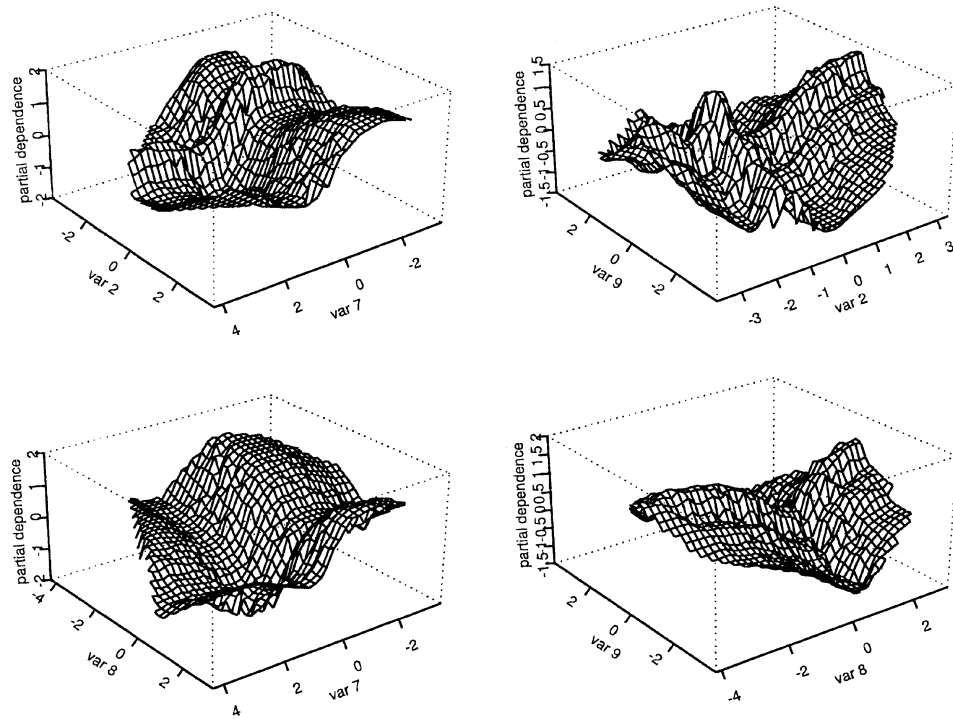 partial dependence
-2 -1 0 1 2
var 2
-2 0 2
var 7
4 2 0 -2
partial dependence
-1.5 -1 -0.5 0 0.5 1 1.5
var 9
2 0 -2
var 2
-3 -2 -1 0 1 2 3
partial dependence
-2 -1 0 1 2
var 8
-4 -2 0 2
var 7
4 2 0 -2
partial dependence
-1.5 -1 -0.5 0 0.5 1 1.5 2
var 9
2 0 -2
var 8
-4 -2 0 2